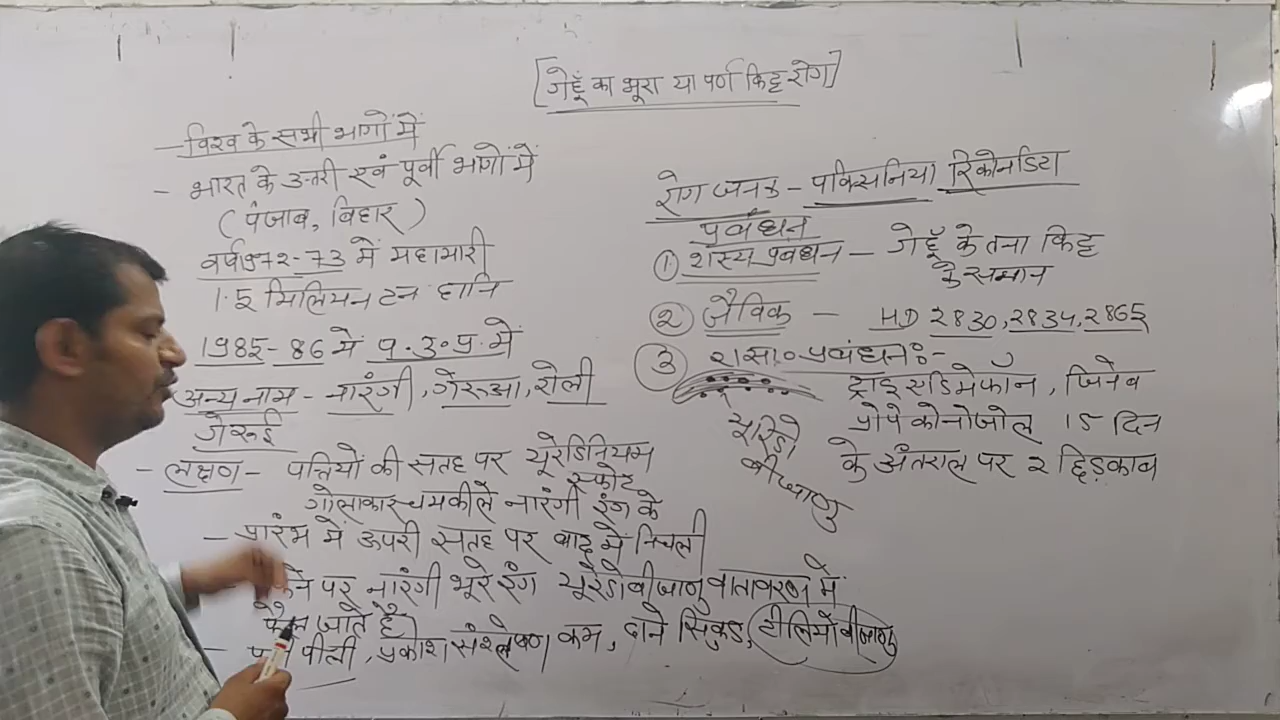 [गेहूँ का भूरा या पर्ण किट्ट रोग]
- विश्व के सभी भागों में
- भारत के उत्तरी एवं पूर्वी भागों में
(पंजाब, बिहार)
वर्ष 1972-73 में महामारी
1.5 मिलियन टन हानि
1985-86 में प.उ.प्र. में
अन्य नाम - नारंगी, गेरूआ, रोली
गेरूई
- लक्षण - पत्तियों की सतह पर यूरेडिनियम
स्फोट
गोलाकार चमकीले नारंगी रंग के
- प्रारंभ में ऊपरी सतह पर बाद में निचली
पर नारंगी भूरे रंग यूरेडोबीजाणु वातावरण में
फैल जाते हैं
- पीली, प्रकाश संश्लेषण कम, दाने सिकुड़, टीलियोबीजाणु
रोग जनक - पक्सिनिया रिकोनडिटा
प्रबंधन
① शस्य प्रबंधन - गेहूँ के तना किट्ट
के समान
② जैविक - HD 2830, 2834, 2865
③ रासा० प्रबंधन :-
ट्राइएडिमेफॉन, जिनेब
प्रोपेकोनोजोल 15 दिन
के अंतराल पर 2 छिड़काव
यूरिडो
बीजाणु